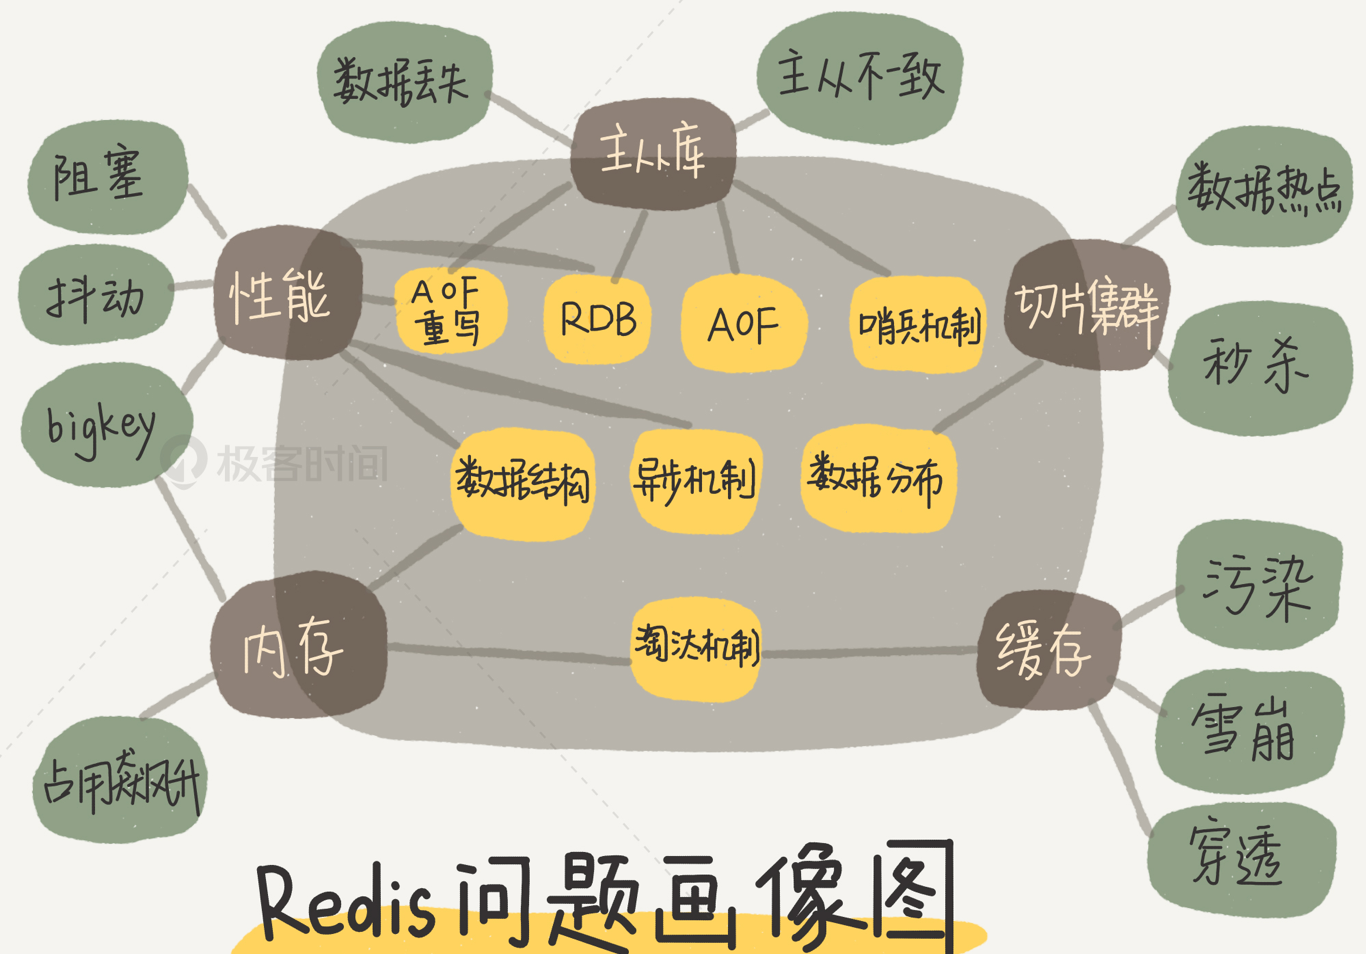 数据丢失
主从不一致
主从库
阻塞
数据热点
抖动
性能
AOF
重写
RDB
AOF
哨兵机制
切片集群
秒杀
bigkey
极客时间
数据结构
异步机制
数据分布
污染
内存
淘汰机制
缓存
雪崩
占用飙升
穿透
Redis问题画像图